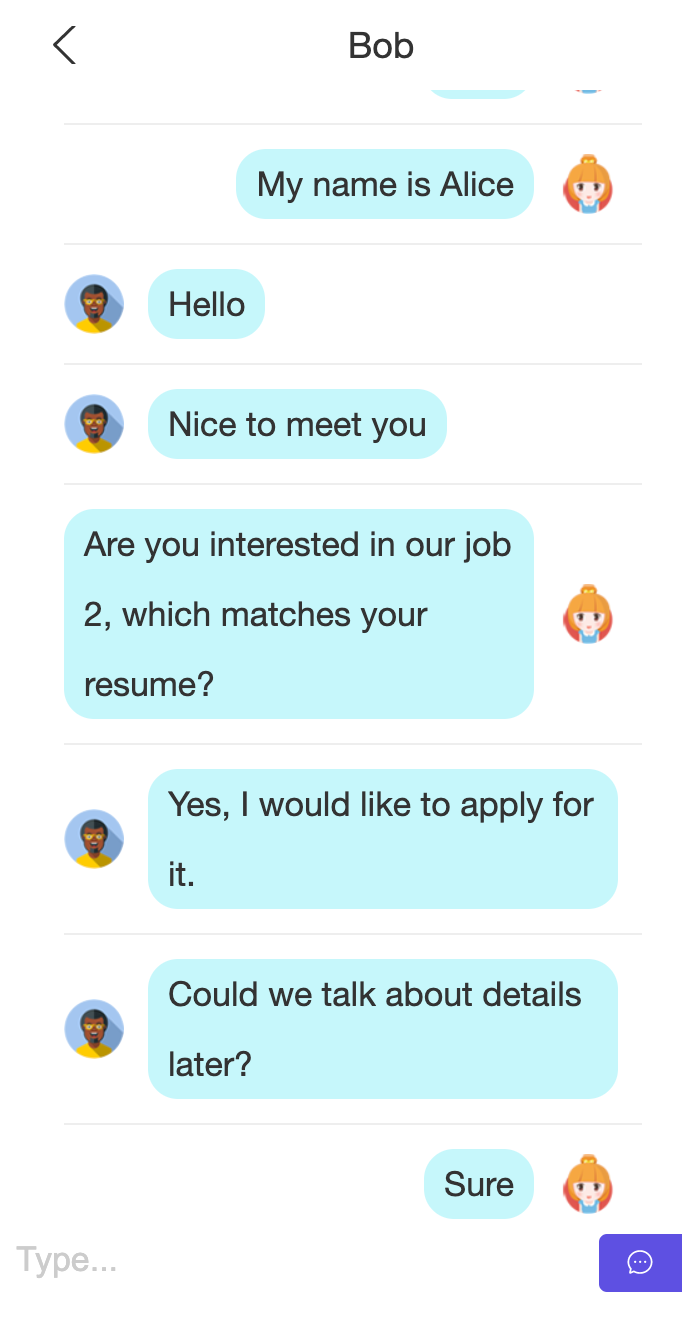 Bob
My name is Alice
Hello
Nice to meet you
Are you interested in our job
2, which matches your
resume?
Yes, I would like to apply for
it.
Could we talk about details
later?
Sure
Type...